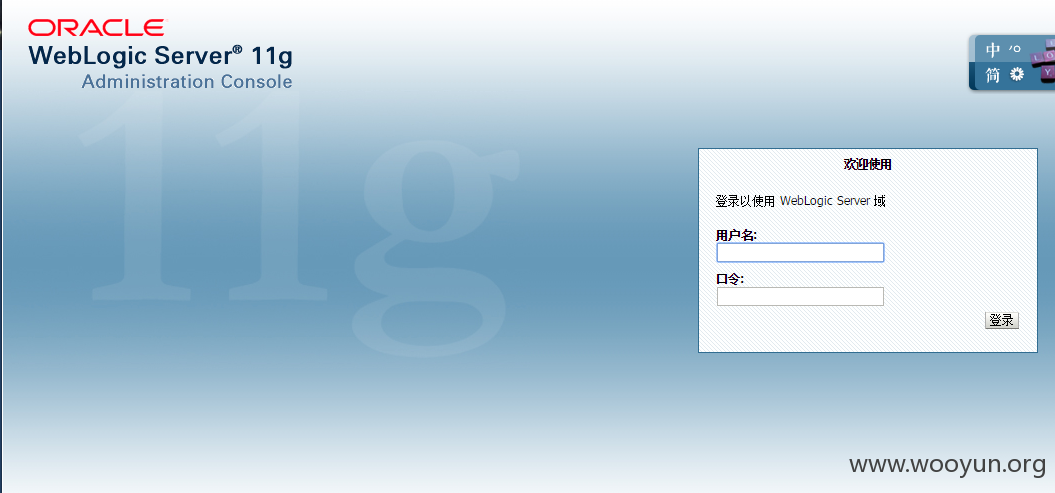 ORACLE
WebLogic Server® 11g
Administration Console
11g
中 ,°
简
欢迎使用
登录以使用 WebLogic Server 域
用户名:
口令:
登录
www.wooyun.org